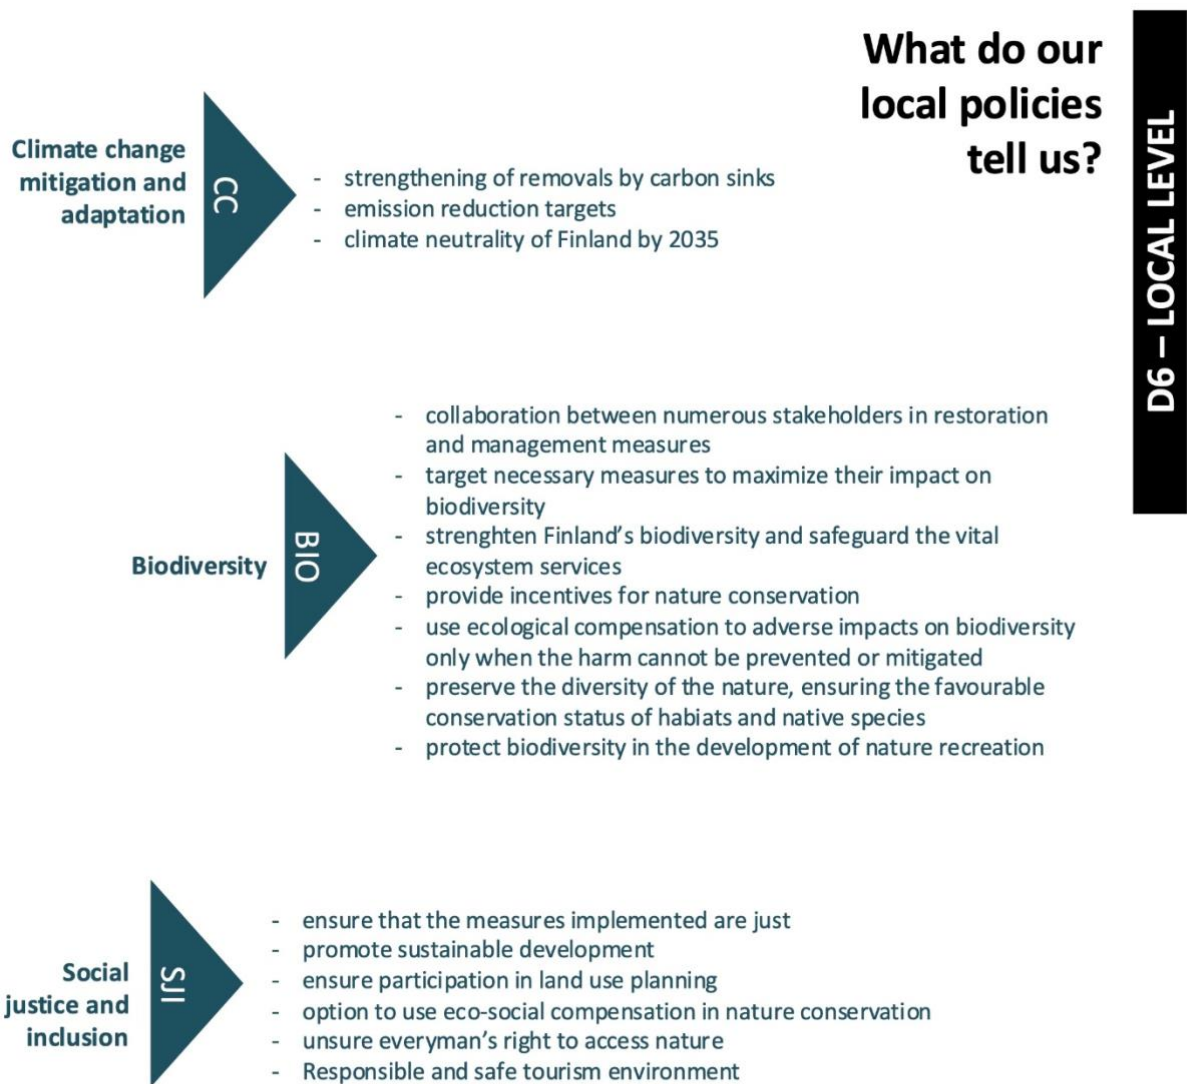 What do our
local policies
tell us?
D6 – LOCAL LEVEL
Climate change
mitigation and
adaptation
CC
- strengthening of removals by carbon sinks
- emission reduction targets
- climate neutrality of Finland by 2035
Biodiversity
BIO
- collaboration between numerous stakeholders in restoration
and management measures
- target necessary measures to maximize their impact on
biodiversity
- strenghten Finland's biodiversity and safeguard the vital
ecosystem services
- provide incentives for nature conservation
- use ecological compensation to adverse impacts on biodiversity
only when the harm cannot be prevented or mitigated
- preserve the diversity of the nature, ensuring the favourable
conservation status of habiats and native species
- protect biodiversity in the development of nature recreation
Social
justice and
inclusion
SJI
- ensure that the measures implemented are just
- promote sustainable development
- ensure participation in land use planning
- option to use eco-social compensation in nature conservation
- unsure everyman's right to access nature
- Responsible and safe tourism environment